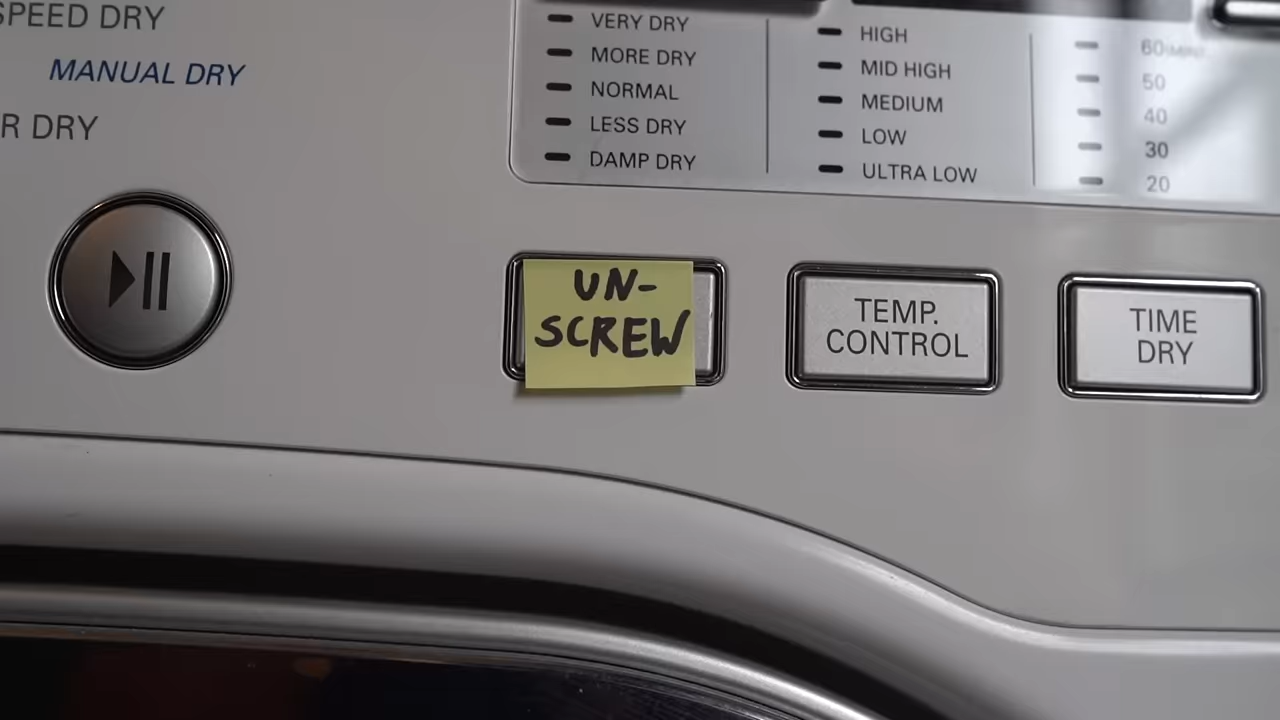 SPEED DRY
MANUAL DRY
R DRY
VERY DRY
MORE DRY
NORMAL
LESS DRY
DAMP DRY
HIGH
MID HIGH
MEDIUM
LOW
ULTRA LOW
60(MIN)
50
40
30
20
UN-
SCREW
TEMP.
CONTROL
TIME
DRY